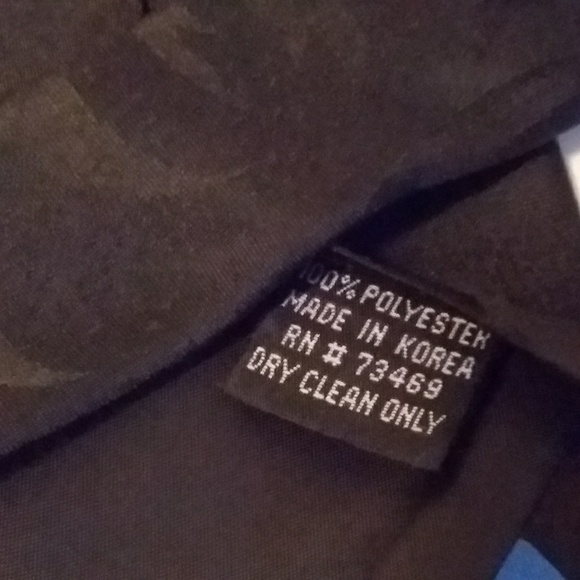 100% POLYESTER
MADE IN KOREA
RN # 73469
DRY CLEAN ONLY